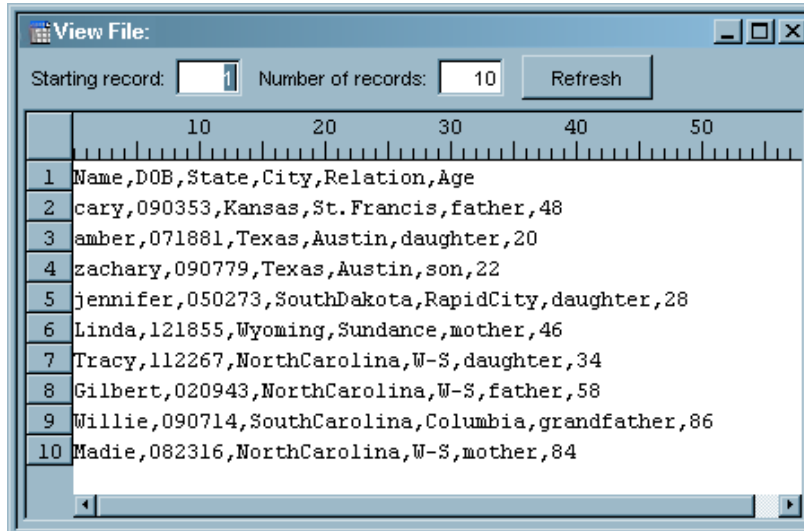 View File:
Starting record: 1 Number of records: 10 Refresh
10 20 30 40 50
1 Name,DOB,State,City,Relation,Age
2 cary,090353,Kansas,St.Francis,father,48
3 amber,071881,Texas,Austin,daughter,20
4 zachary,090779,Texas,Austin,son,22
5 jennifer,050273,SouthDakota,RapidCity,daughter,28
6 Linda,121855,Wyoming,Sundance,mother,46
7 Tracy,112267,NorthCarolina,W-S,daughter,34
8 Gilbert,020943,NorthCarolina,W-S,father,58
9 Willie,090714,SouthCarolina,Columbia,grandfather,86
10 Madie,082316,NorthCarolina,W-S,mother,84